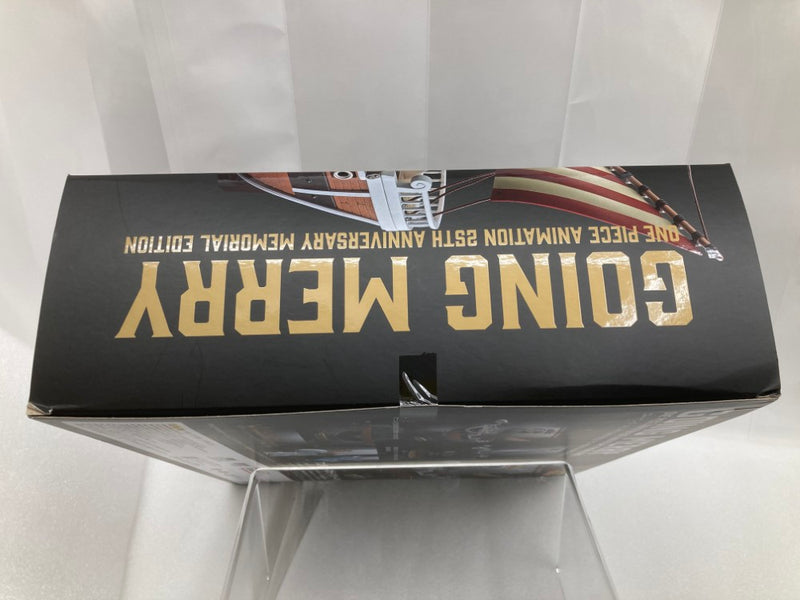 GOING MERRY
ONE PIECE ANIMATION 25TH ANNIVERSARY MEMORIAL EDITION